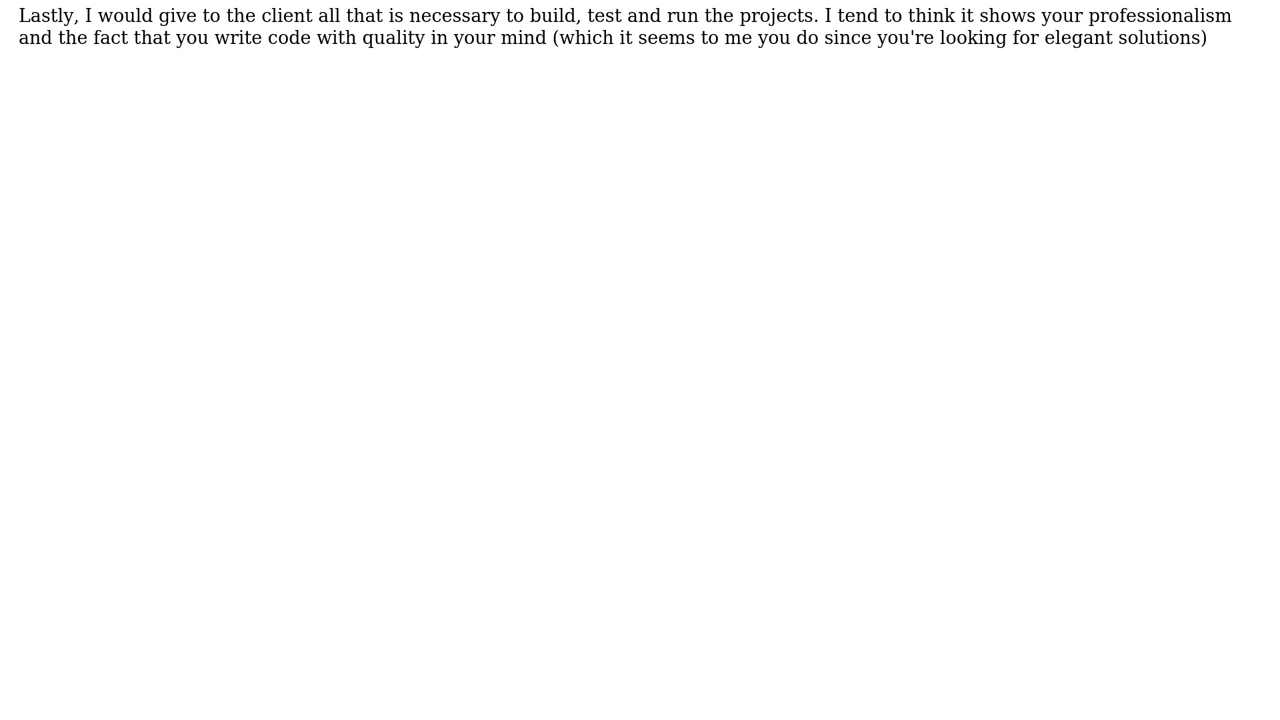 Lastly, I would give to the client all that is necessary to build, test and run the projects. I tend to think it shows your professionalism
and the fact that you write code with quality in your mind (which it seems to me you do since you're looking for elegant solutions)